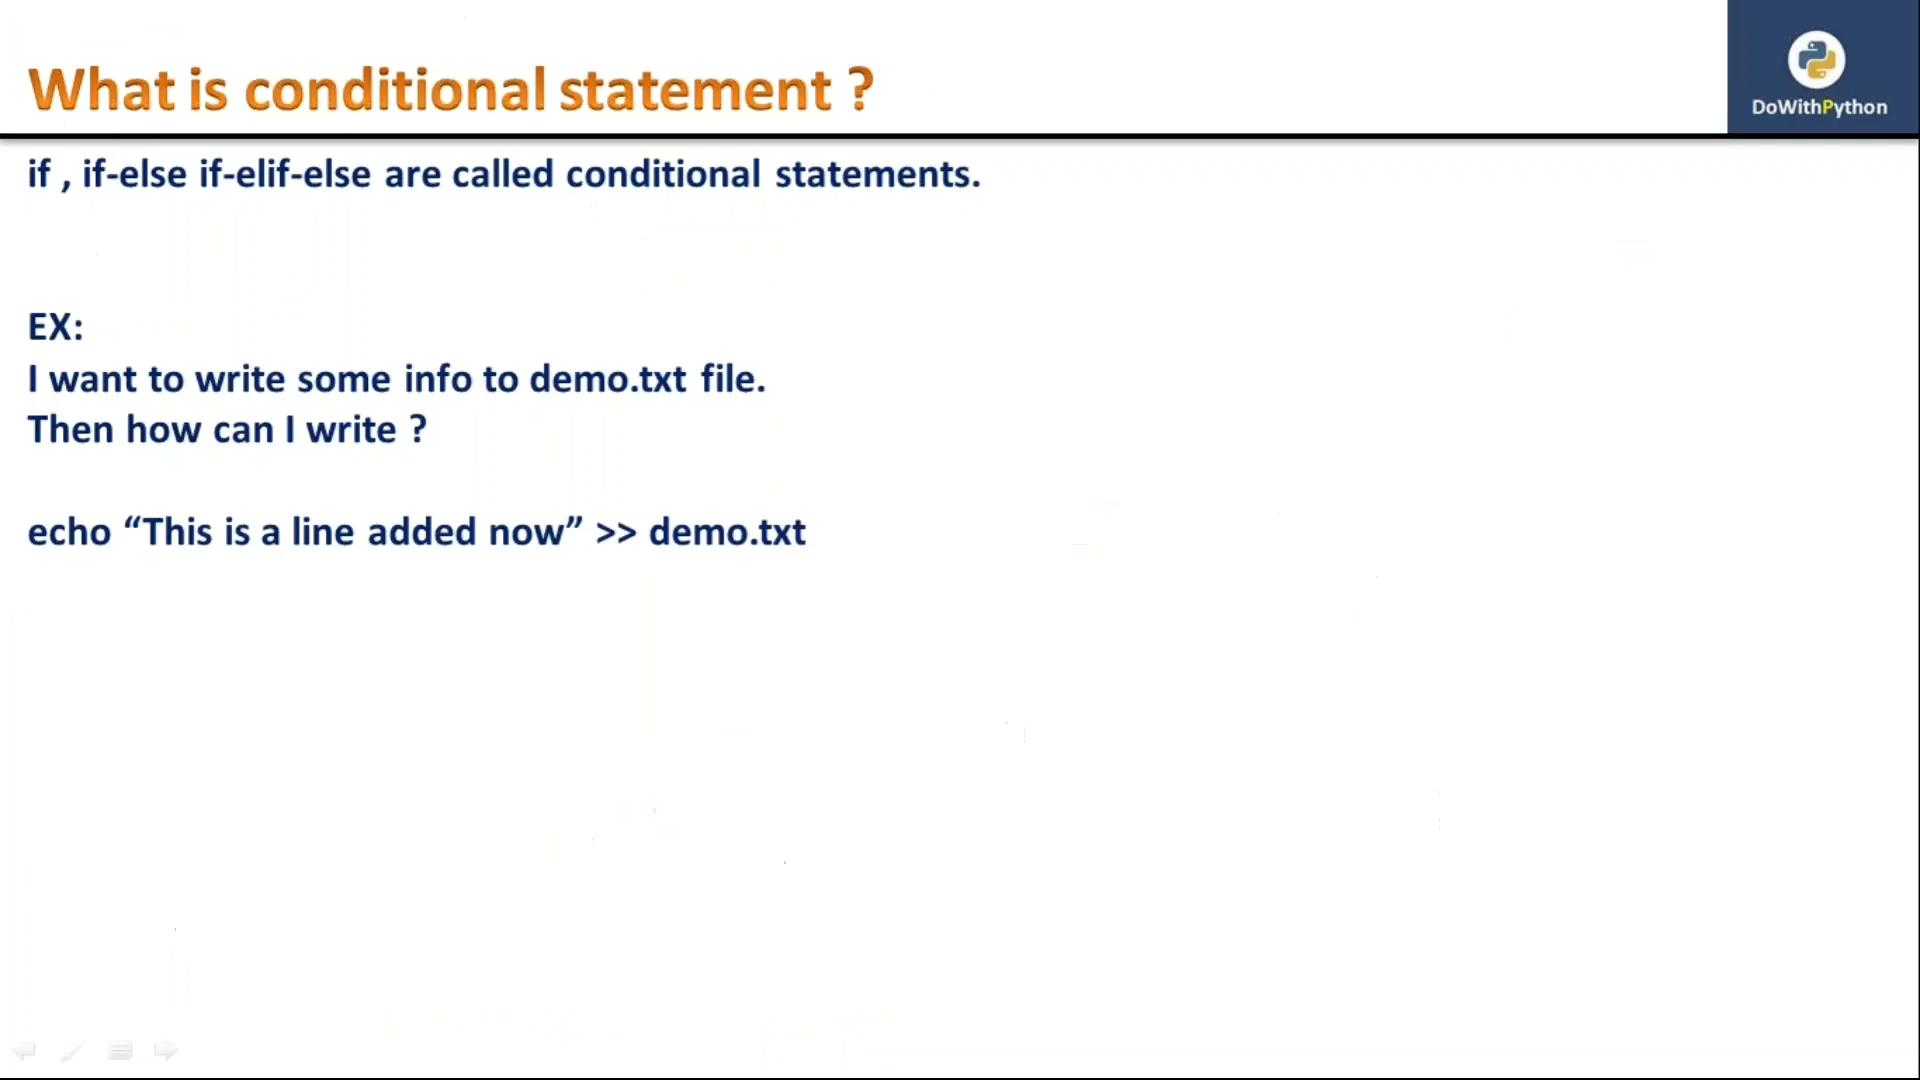 What is conditional statement ?
DoWithPython
if , if-else if-elif-else are called conditional statements.
EX:
I want to write some info to demo.txt file.
Then how can I write ?
echo “This is a line added now” >> demo.txt